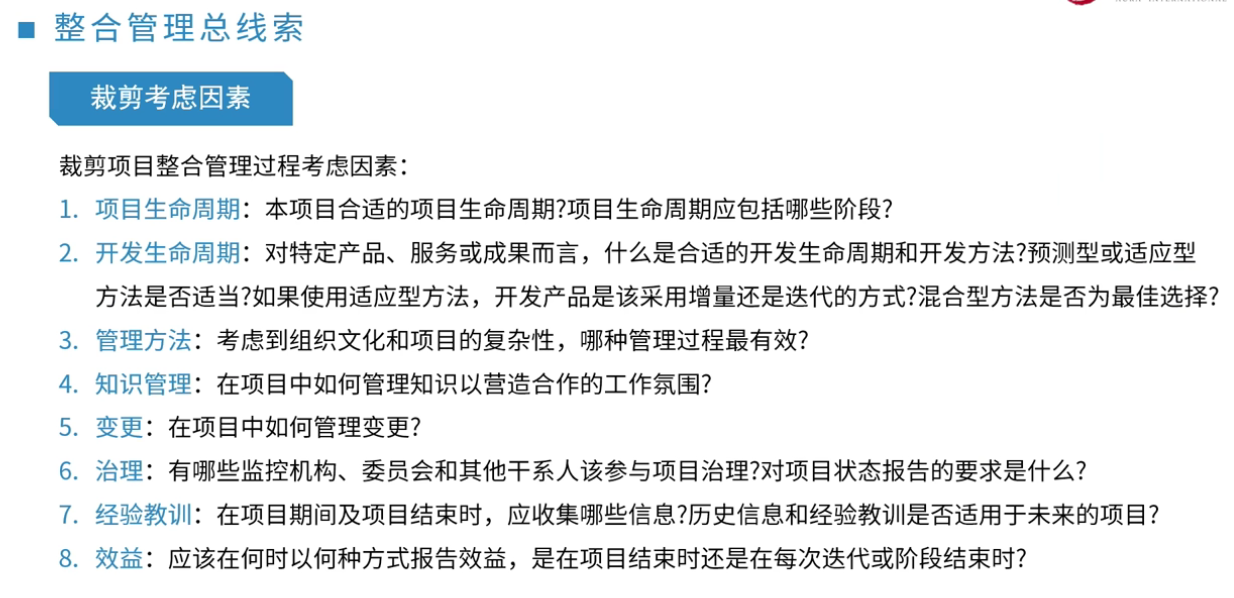 整合管理总线索
裁剪考虑因素
裁剪项目整合管理过程考虑因素：
1. 项目生命周期：本项目合适的项目生命周期?项目生命周期应包括哪些阶段?
2. 开发生命周期：对特定产品、服务或成果而言，什么是合适的开发生命周期和开发方法?预测型或适应型
方法是否适当?如果使用适应型方法，开发产品是该采用增量还是迭代的方式?混合型方法是否为最佳选择?
3. 管理方法：考虑到组织文化和项目的复杂性，哪种管理过程最有效?
4. 知识管理：在项目中如何管理知识以营造合作的工作氛围?
5. 变更：在项目中如何管理变更?
6. 治理：有哪些监控机构、委员会和其他干系人该参与项目治理?对项目状态报告的要求是什么?
7. 经验教训：在项目期间及项目结束时，应收集哪些信息?历史信息和经验教训是否适用于未来的项目?
8. 效益：应该在何时以何种方式报告效益，是在项目结束时还是在每次迭代或阶段结束时?